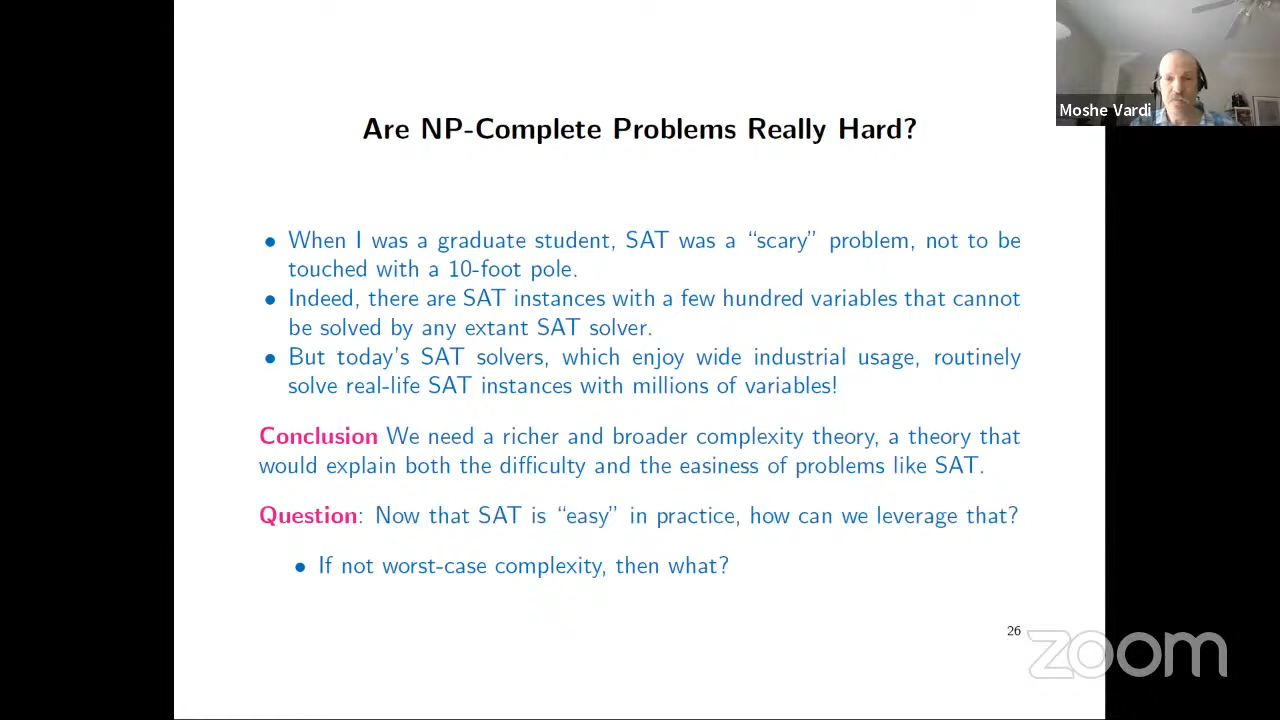 Moshe Vardi
Are NP-Complete Problems Really Hard?
• When I was a graduate student, SAT was a “scary” problem, not to be
touched with a 10-foot pole.
• Indeed, there are SAT instances with a few hundred variables that cannot
be solved by any extant SAT solver.
• But today's SAT solvers, which enjoy wide industrial usage, routinely
solve real-life SAT instances with millions of variables!
Conclusion We need a richer and broader complexity theory, a theory that
would explain both the difficulty and the easiness of problems like SAT.
Question: Now that SAT is “easy” in practice, how can we leverage that?
• If not worst-case complexity, then what?
26
zoom